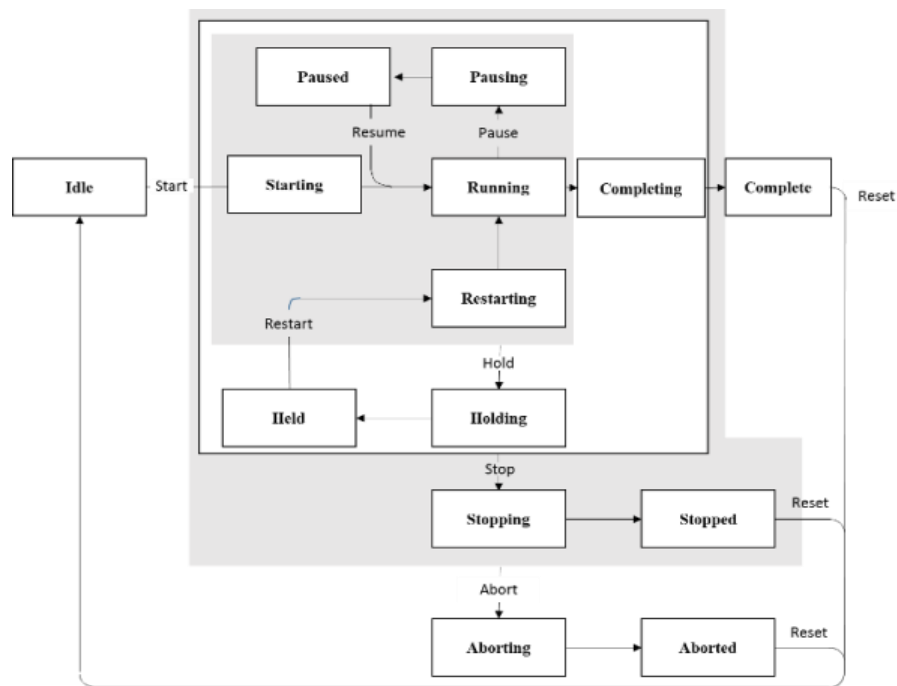 Paused
Pausing
Resume
Pause
Idle
Start
Starting
Running
Completing
Complete
Reset
Restarting
Restart
Hold
Held
Holding
Stop
Stopping
Stopped
Reset
Abort
Aborting
Aborted
Reset